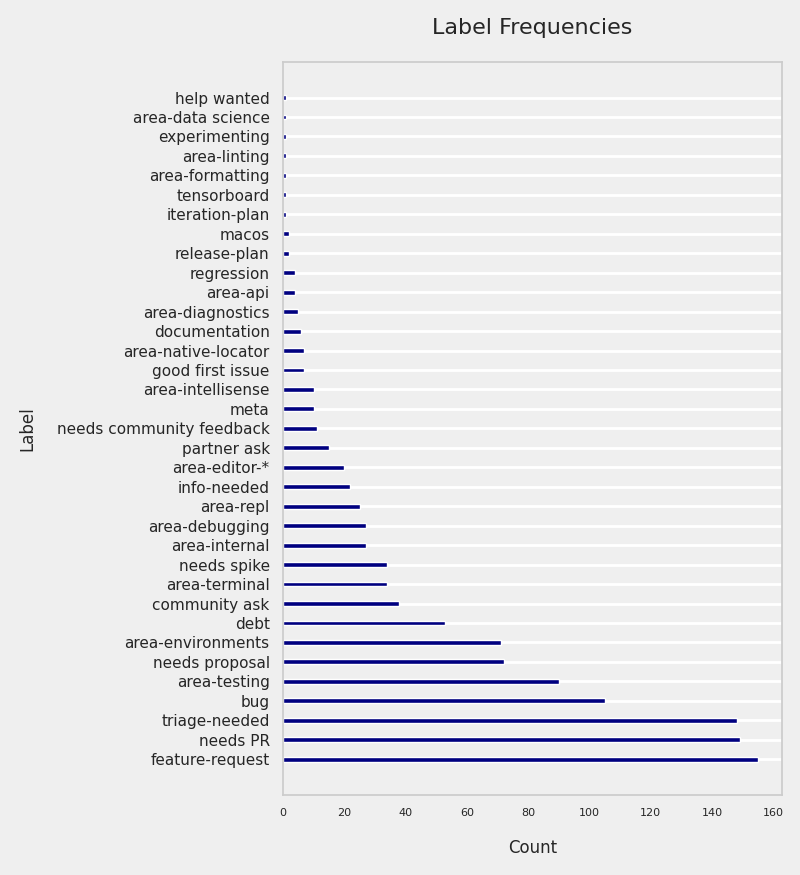 Label Frequencies
help wanted
area-data science
experimenting
area-linting
area-formatting
tensorboard
iteration-plan
macos
release-plan
regression
area-api
area-diagnostics
documentation
area-native-locator
good first issue
area-intellisense
meta
needs community feedback
partner ask
area-editor-*
info-needed
area-repl
area-debugging
area-internal
needs spike
area-terminal
community ask
debt
area-environments
needs proposal
area-testing
bug
triage-needed
needs PR
feature-request
Label
0 20 40 60 80 100 120 140 160
Count